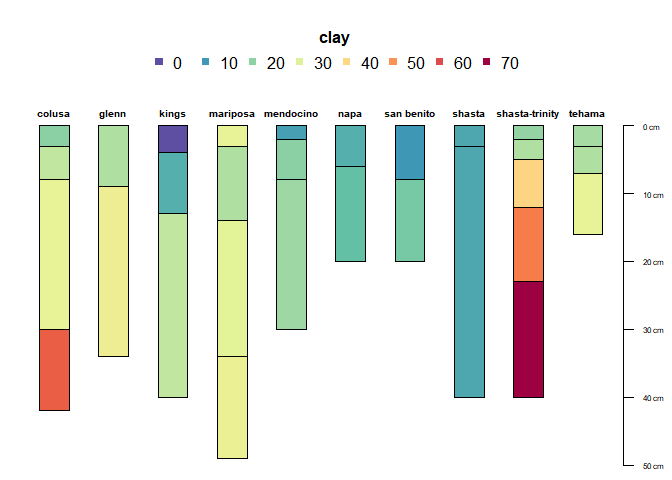 clay
0 10 20 30 40 50 60 70
colusa glenn kings mariposa mendocino napa san benito shasta shasta-trinity tehama
0 cm
10 cm
20 cm
30 cm
40 cm
50 cm